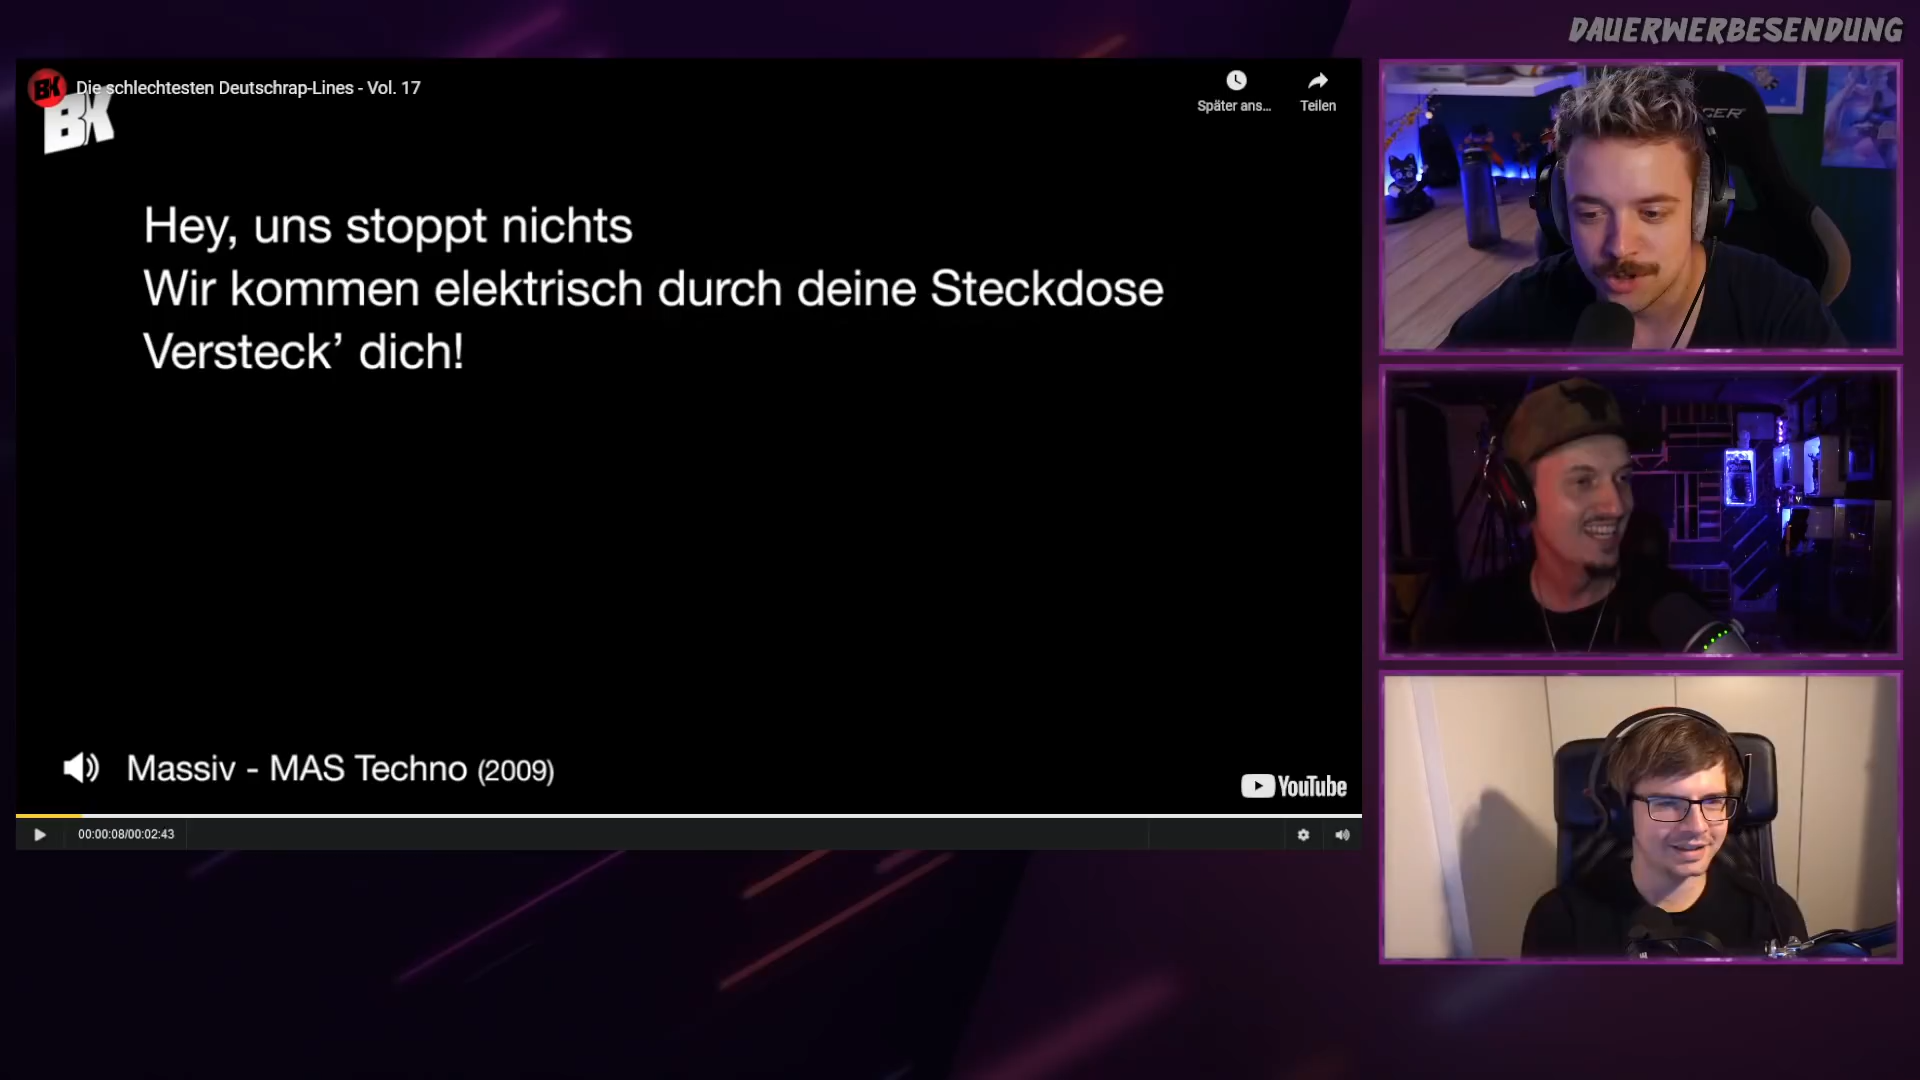 DAUERWERBESENDUNG
BK Die schlechtesten Deutschrap-Lines - Vol. 17
Später ans...
Teilen
BK
Hey, uns stoppt nichts
Wir kommen elektrisch durch deine Steckdose
Versteck’ dich!
Massiv - MAS Techno (2009)
YouTube
00:00:08/00:02:43